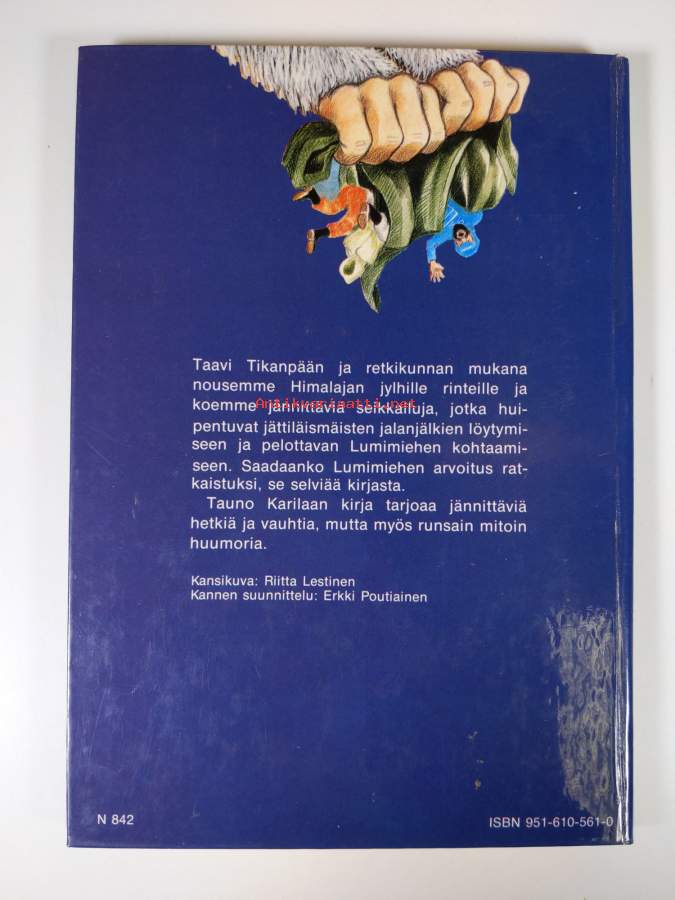 Taavi Tikanpään ja retkikunnan mukana
nousemme Himalajan jylhille rinteille ja
koemme jännittäviä seikkailuja, jotka hui-
Antikvariaatti.net
pentuvat jättiläismäisten jalanjälkien löytymi-
seen ja pelottavan Lumimiehen kohtaami-
seen. Saadaanko Lumimiehen arvoitus rat-
kaistuksi, se selviää kirjasta.
Tauno Karilaan kirja tarjoaa jännittäviä
hetkiä ja vauhtia, mutta myös runsain mitoin
huumoria.
Kansikuva: Riitta Lestinen
Kannen suunnittelu: Erkki Poutiainen
N 842
ISBN 951-610-561-0